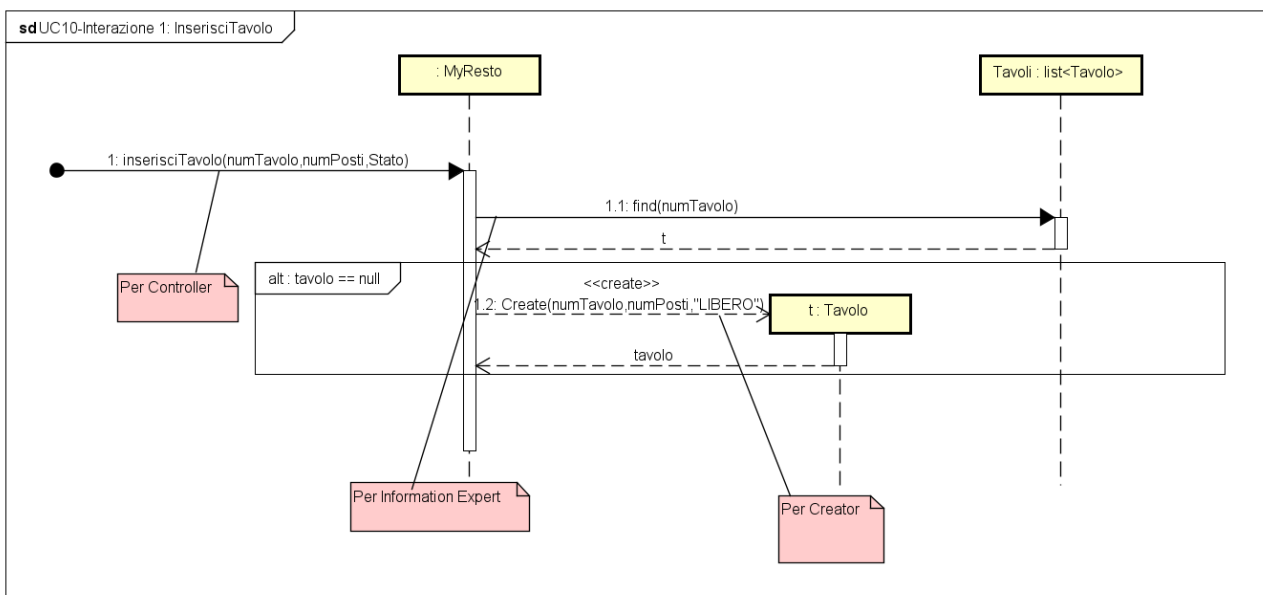 sd UC10-Interazione 1: InserisciTavolo
: MyResto
Tavoli : list<Tavolo>
1: inserisciTavolo(numTavolo,numPosti,Stato)
1.1: find(numTavolo)
t
alt : tavolo == null
Per Controller
<<create>>
1.2: Create(numTavolo,numPosti,"LIBERO")
t : Tavolo
tavolo
Per Information Expert
Per Creator